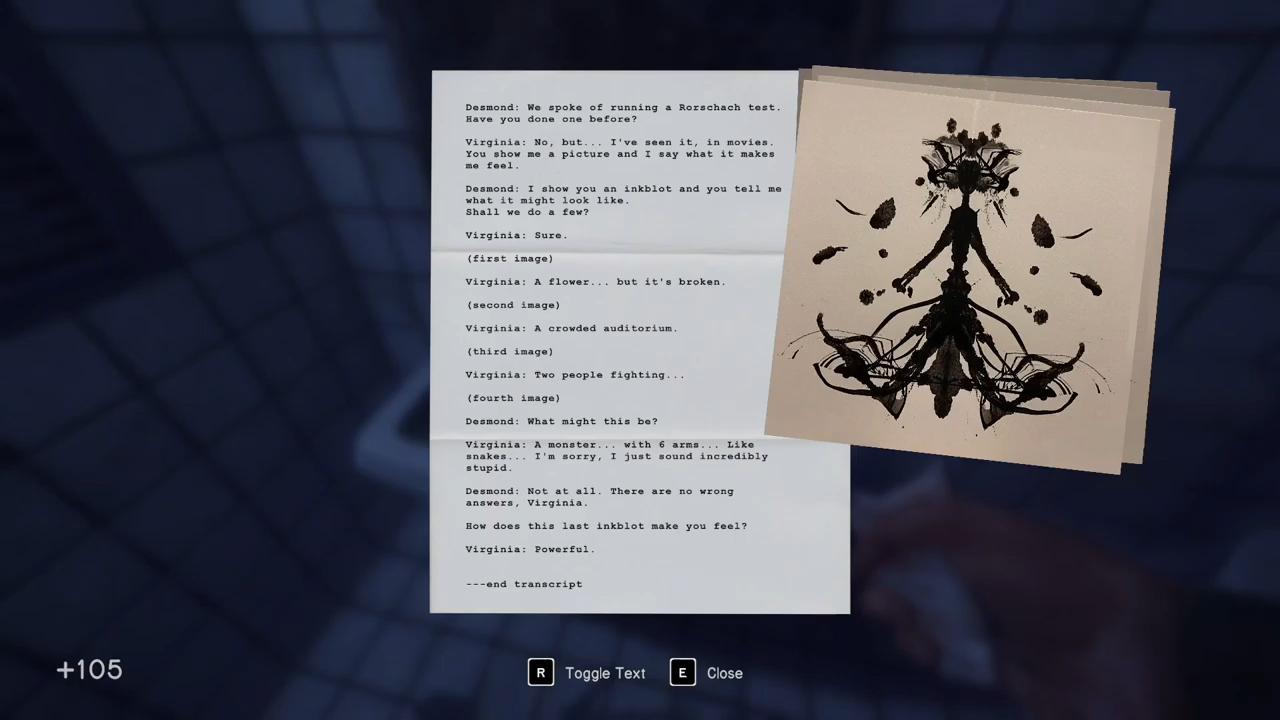 Desmond: We spoke of running a Rorschach test.
Have you done one before?
Virginia: No, but... I've seen it, in movies.
You show me a picture and I say what it makes
me feel.
Desmond: I show you an inkblot and you tell me
what it might look like.
Shall we do a few?
Virginia: Sure.
(first image)
Virginia: A flower... but it's broken.
(second image)
Virginia: A crowded auditorium.
(third image)
Virginia: Two people fighting...
(fourth image)
Desmond: What might this be?
Virginia: A monster... with 6 arms... Like
snakes... I'm sorry, I just sound incredibly
stupid.
Desmond: Not at all. There are no wrong
answers, Virginia.
How does this last inkblot make you feel?
Virginia: Powerful.
---end transcript
+105
R Toggle Text E Close